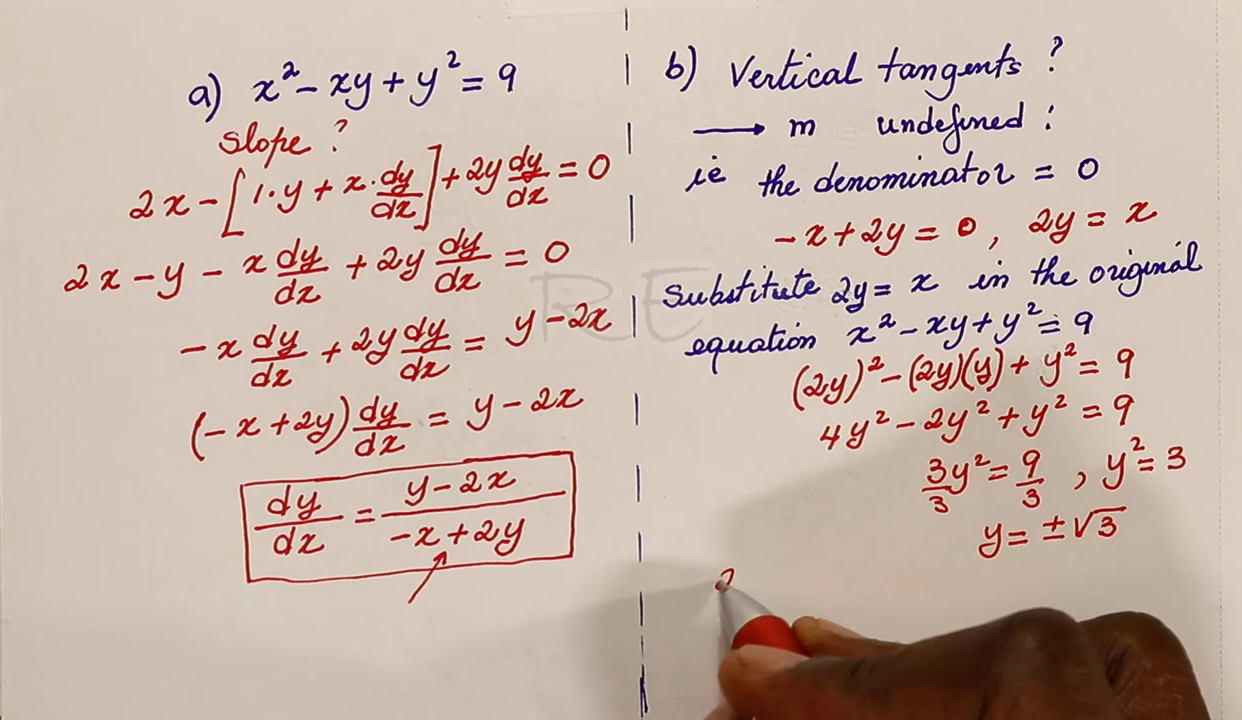 a) x² - xy + y² = 9
Slope ?
2x - [1·y + x·dy/dx] + 2y dy/dx = 0
2x - y - x dy/dx + 2y dy/dx = 0
-x dy/dx + 2y dy/dx = y - 2x
(-x + 2y) dy/dx = y - 2x
dy/dx = (y - 2x)/(-x + 2y)
b) Vertical tangents ?
→ m undefined :
ie the denominator = 0
-x + 2y = 0, 2y = x
Substitute 2y = x in the original
equation x² - xy + y² = 9
(2y)² - (2y)(y) + y² = 9
4y² - 2y² + y² = 9
3y²/3 = 9/3 , y² = 3
y = ±√3
RE